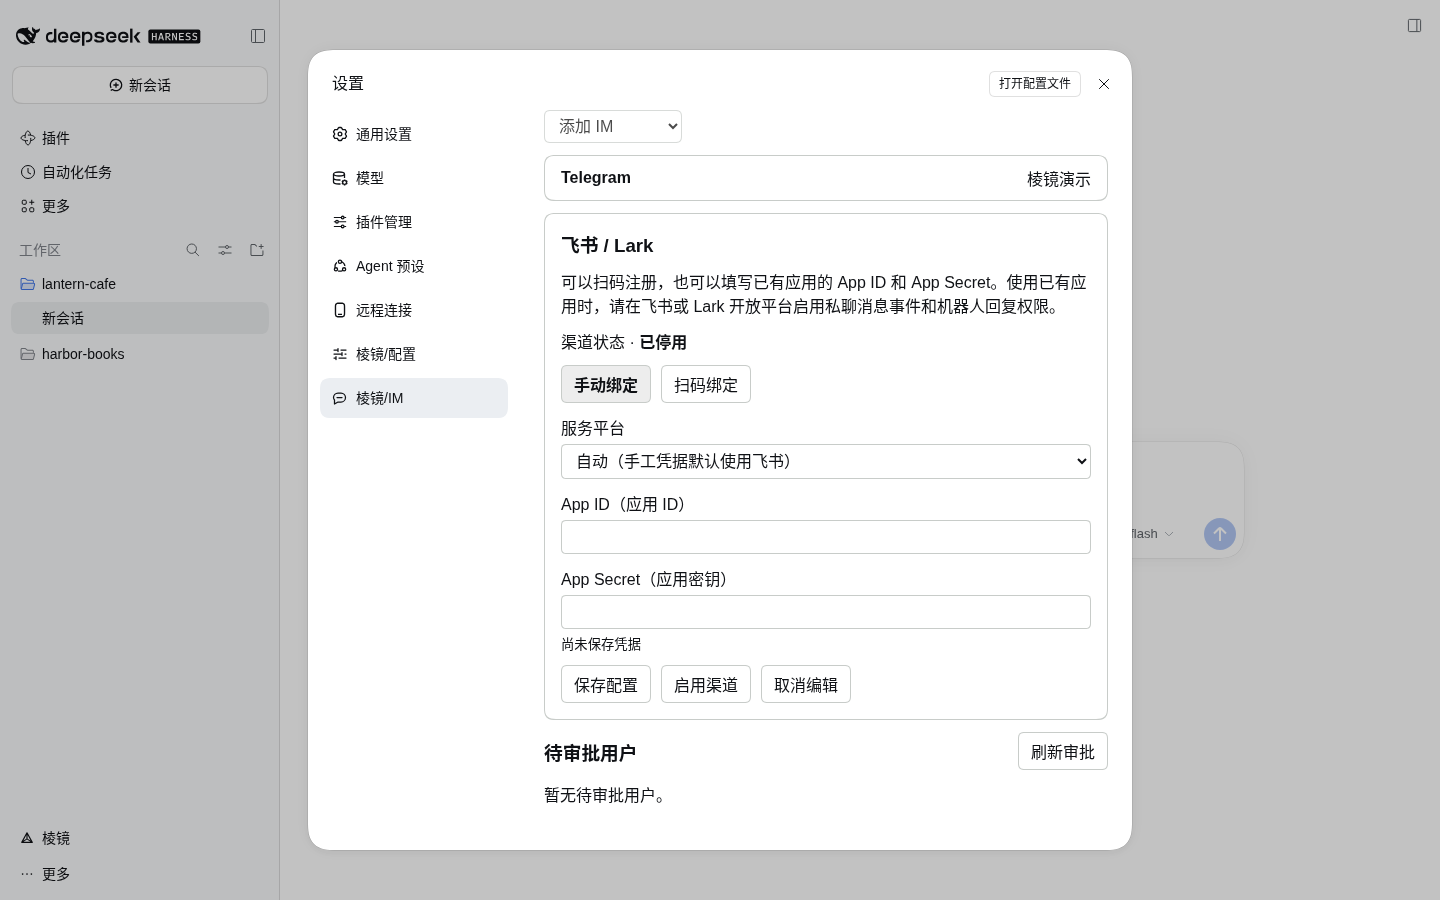 deepseek HARNESS
新会话
插件
自动化任务
更多
工作区
lantern-cafe
新会话
harbor-books
棱镜
更多
设置
打开配置文件
通用设置
模型
插件管理
Agent 预设
远程连接
棱镜/配置
棱镜/IM
添加 IM
Telegram
棱镜演示
飞书 / Lark
可以扫码注册，也可以填写已有应用的 App ID 和 App Secret。使用已有应
用时，请在飞书或 Lark 开放平台启用私聊消息事件和机器人回复权限。
渠道状态 · 已停用
手动绑定
扫码绑定
服务平台
自动（手工凭据默认使用飞书）
App ID（应用 ID）
App Secret（应用密钥）
尚未保存凭据
保存配置
启用渠道
取消编辑
待审批用户
刷新审批
暂无待审批用户。
flash